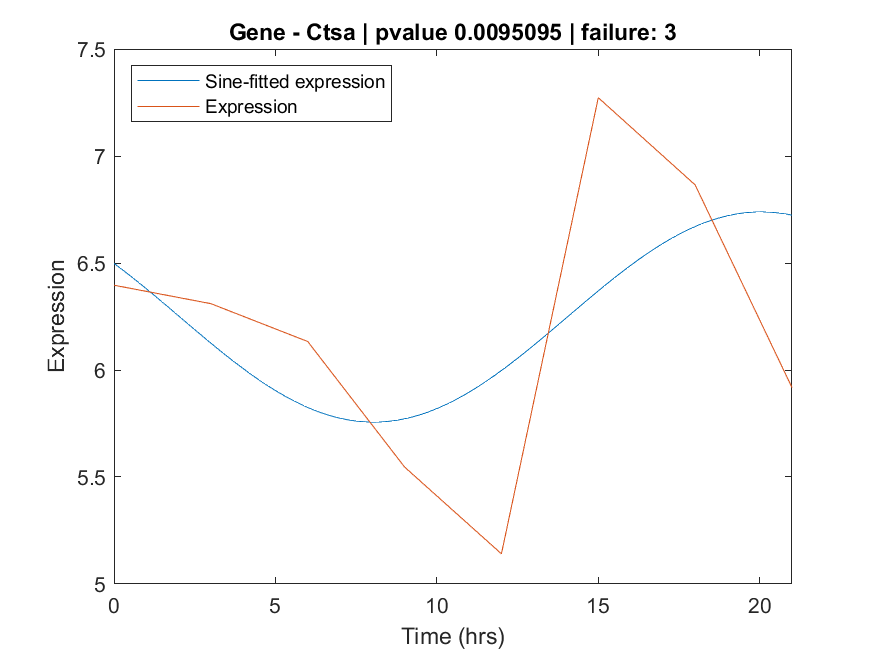 Gene - Ctsa | pvalue 0.0095095 | failure: 3
Sine-fitted expression
Expression
7.5
7
6.5
6
5.5
5
Expression
0 5 10 15 20
Time (hrs)